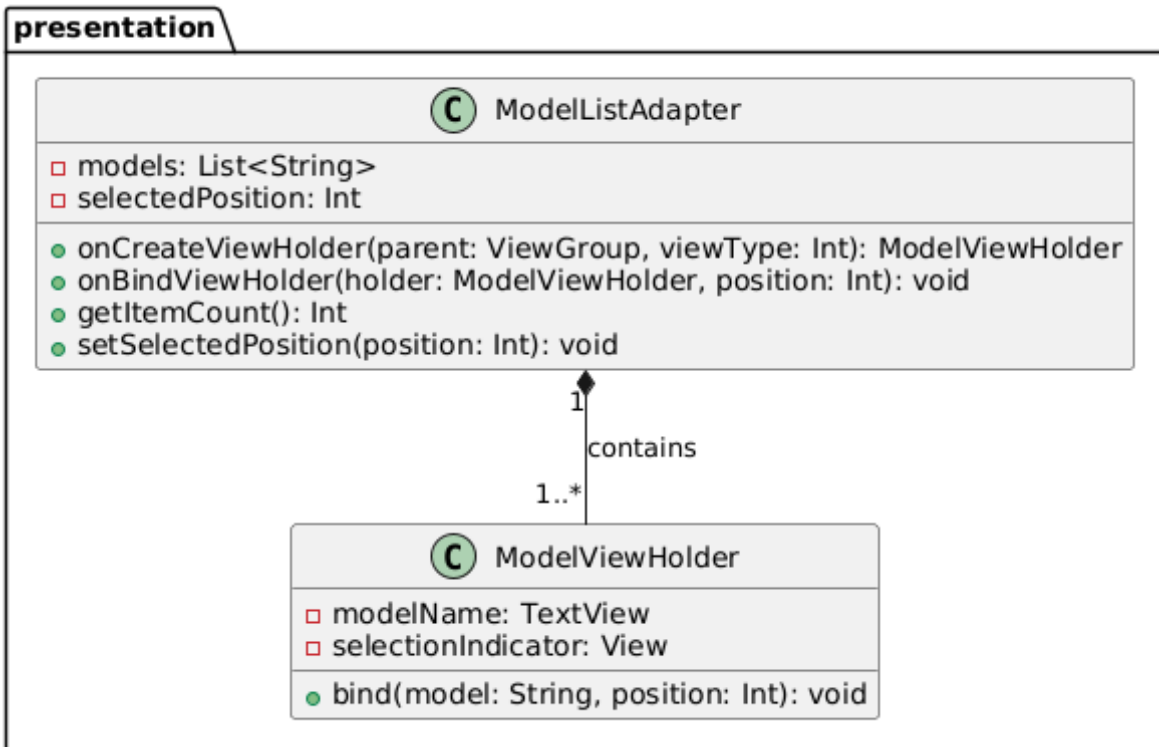 presentation
C ModelListAdapter
models: List<String>
selectedPosition: Int
onCreateViewHolder(parent: ViewGroup, viewType: Int): ModelViewHolder
onBindViewHolder(holder: ModelViewHolder, position: Int): void
getItemCount(): Int
setSelectedPosition(position: Int): void
1
contains
1..*
C ModelViewHolder
modelName: TextView
selectionIndicator: View
bind(model: String, position: Int): void